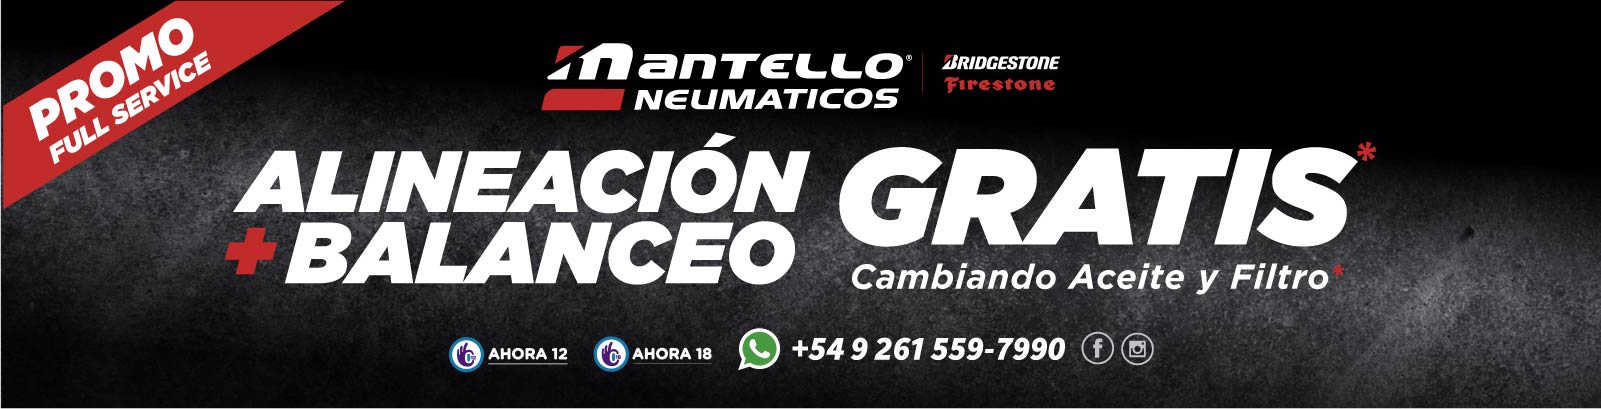 PROMO
FULL SERVICE
mantello®
NEUMATICOS
BRIDGESTONE
Firestone
ALINEACIÓN
+ BALANCEO
GRATIS*
Cambiando Aceite y Filtro*
AHORA 12
AHORA 18
+54 9 261 559-7990